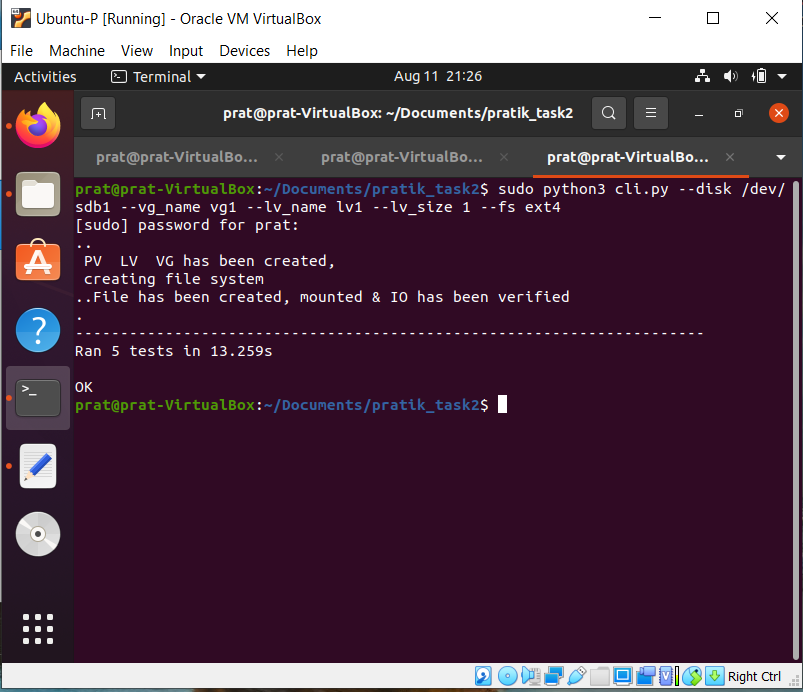 Ubuntu-P [Running] - Oracle VM VirtualBox
File Machine View Input Devices Help
Activities Terminal Aug 11 21:26
prat@prat-VirtualBox: ~/Documents/pratik_task2
prat@prat-VirtualBo... prat@prat-VirtualBo... prat@prat-VirtualBo...
prat@prat-VirtualBox:~/Documents/pratik_task2$ sudo python3 cli.py --disk /dev/
sdb1 --vg_name vg1 --lv_name lv1 --lv_size 1 --fs ext4
[sudo] password for prat:
..
 PV  LV  VG has been created,
 creating file system
..File has been created, mounted & IO has been verified
.
----------------------------------------------------------------------
Ran 5 tests in 13.259s

OK
prat@prat-VirtualBox:~/Documents/pratik_task2$
Right Ctrl